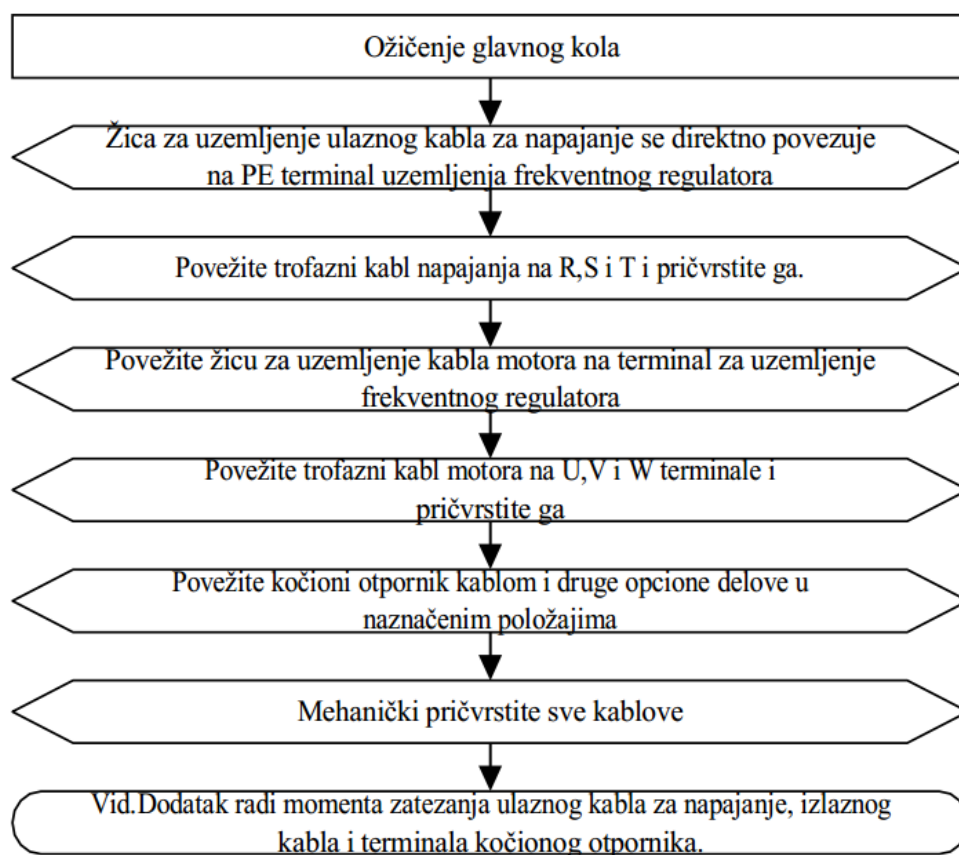 Ožičenje glavnog kola
Žica za uzemljenje ulaznog kabla za napajanje se direktno povezuje
na PE terminal uzemljenja frekventnog regulatora
Povežite trofazni kabl napajanja na R,S i T i pričvrstite ga.
Povežite žicu za uzemljenje kabla motora na terminal za uzemljenje
frekventnog regulatora
Povežite trofazni kabl motora na U,V i W terminale i
pričvrstite ga
Povežite kočioni otpornik kablom i druge opcione delove u
naznačenim položajima
Mehanički pričvrstite sve kablove
Vid.Dodatak radi momenta zatezanja ulaznog kabla za napajanje, izlaznog
kabla i terminala kočionog otpornika.